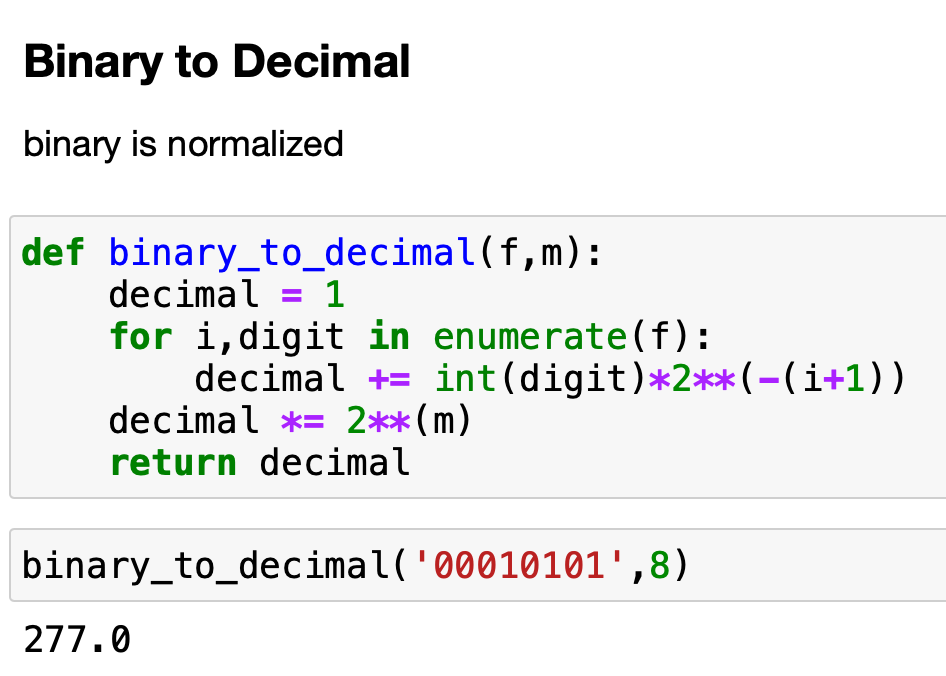 Binary to Decimal
binary is normalized
def binary_to_decimal(f,m):
    decimal = 1
    for i,digit in enumerate(f):
        decimal += int(digit)*2**(-(i+1))
    decimal *= 2**(m)
    return decimal
binary_to_decimal('00010101',8)
277.0